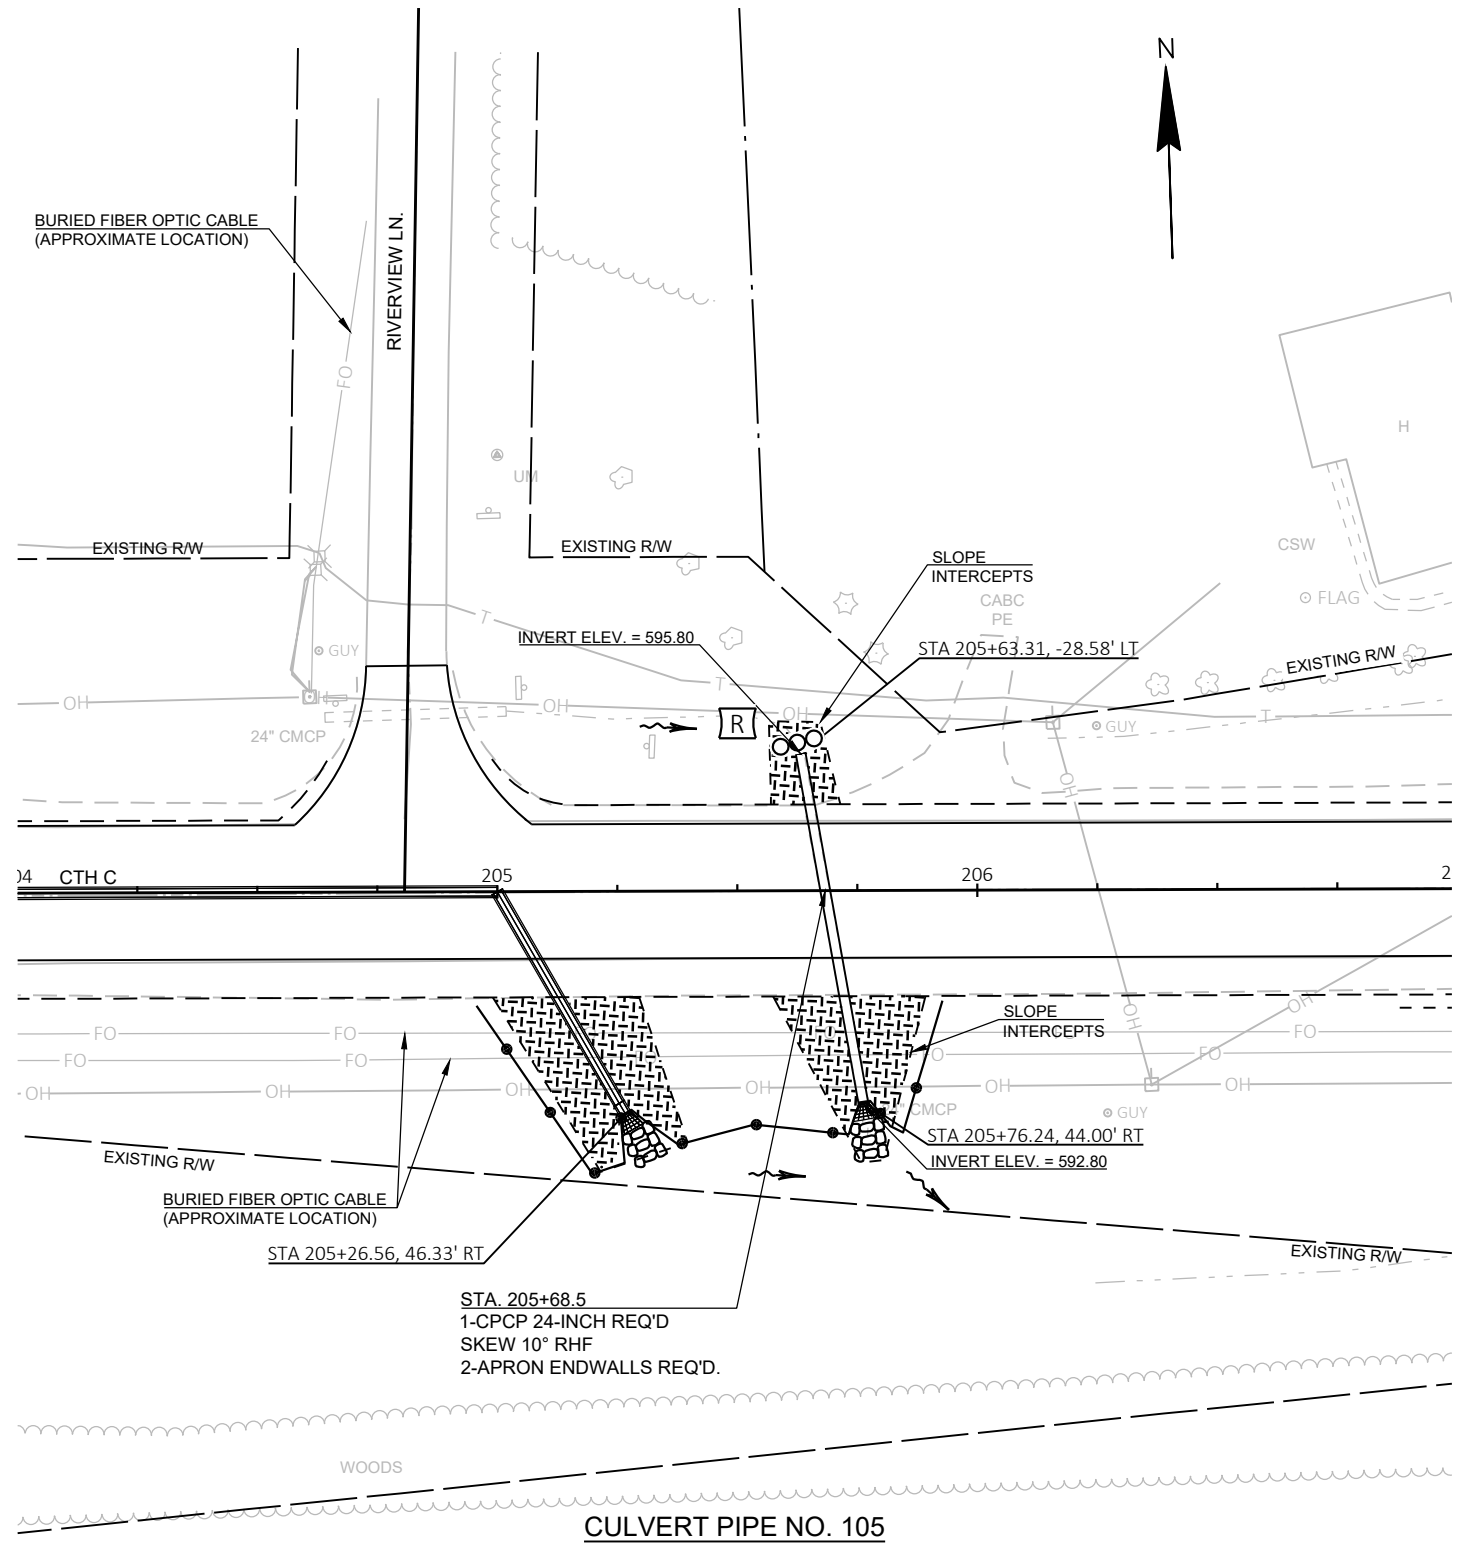 N
BURIED FIBER OPTIC CABLE
(APPROXIMATE LOCATION)
RIVERVIEW LN.
FO
H
UM
EXISTING R/W
EXISTING R/W
SLOPE
INTERCEPTS
CSW
CABC
PE
FLAG
T
INVERT ELEV. = 595.80
STA 205+63.31, -28.58' LT
GUY
EXISTING R/W
OH
T
OH
OH
T
R
GUY
24" CMCP
OH
04
CTH C
205
206
2
OH
OH
SLOPE
INTERCEPTS
FO
FO
FO
FO
FO
FO
OH
OH
OH
OH
OH
OH
CMCP
GUY
STA 205+76.24, 44.00' RT
INVERT ELEV. = 592.80
EXISTING R/W
BURIED FIBER OPTIC CABLE
(APPROXIMATE LOCATION)
STA 205+26.56, 46.33' RT
EXISTING R/W
STA. 205+68.5
1-CPCP 24-INCH REQ'D
SKEW 10° RHF
2-APRON ENDWALLS REQ'D.
WOODS
CULVERT PIPE NO. 105